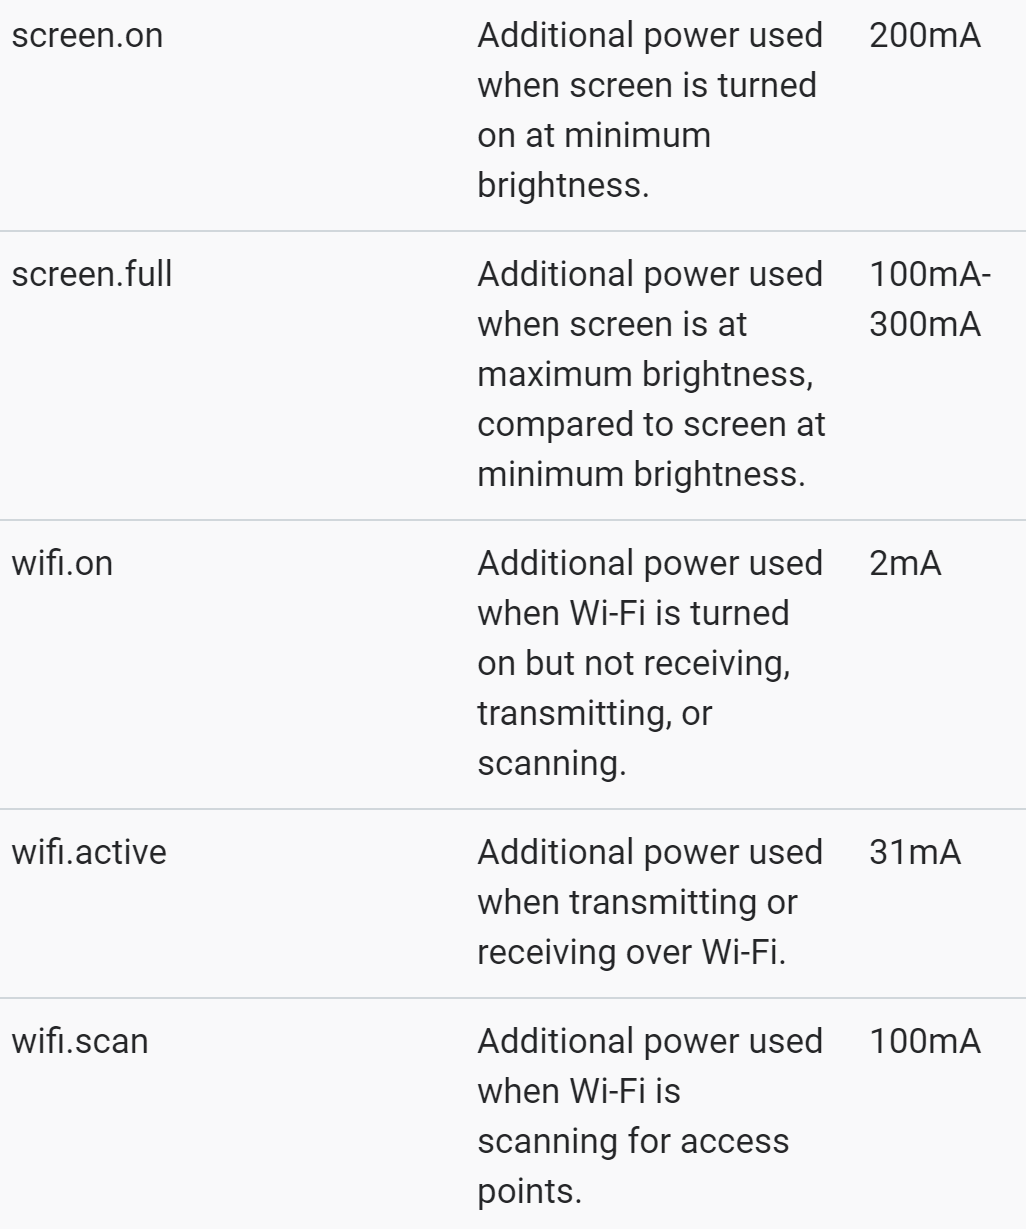 screen.on
Additional power used
when screen is turned
on at minimum
brightness.
200mA
screen.full
Additional power used
when screen is at
maximum brightness,
compared to screen at
minimum brightness.
100mA-
300mA
wifi.on
Additional power used
when Wi-Fi is turned
on but not receiving,
transmitting, or
scanning.
2mA
wifi.active
Additional power used
when transmitting or
receiving over Wi-Fi.
31mA
wifi.scan
Additional power used
when Wi-Fi is
scanning for access
points.
100mA